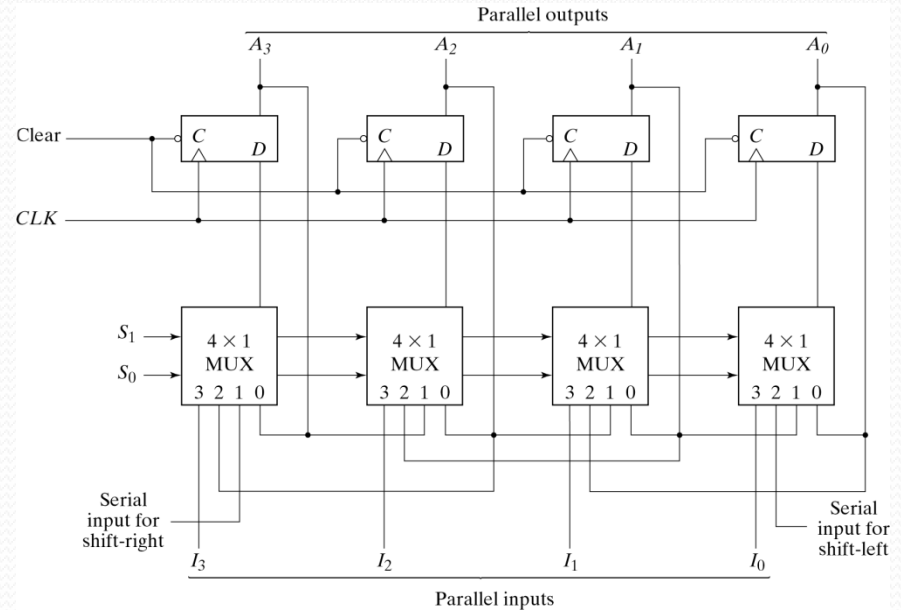 Parallel outputs
A3 A2 A1 A0
Clear C C C C
D D D D
CLK
S1 4 × 1 4 × 1 4 × 1 4 × 1
MUX MUX MUX MUX
S0
3 2 1 0 3 2 1 0 3 2 1 0 3 2 1 0
Serial
input for
shift-right
Serial
input for
shift-left
I3 I2 I1 I0
Parallel inputs